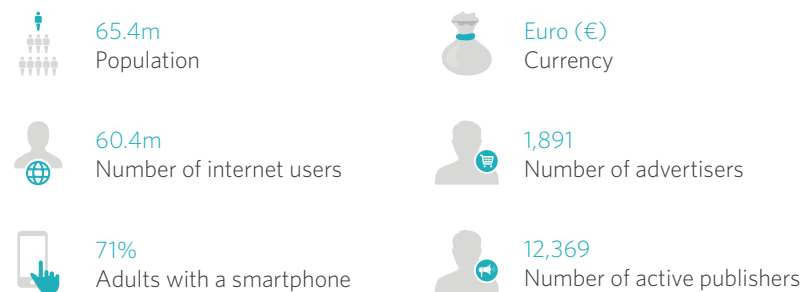 65.4m
Population
Euro (€)
Currency
60.4m
Number of internet users
1,891
Number of advertisers
71%
Adults with a smartphone
12,369
Number of active publishers